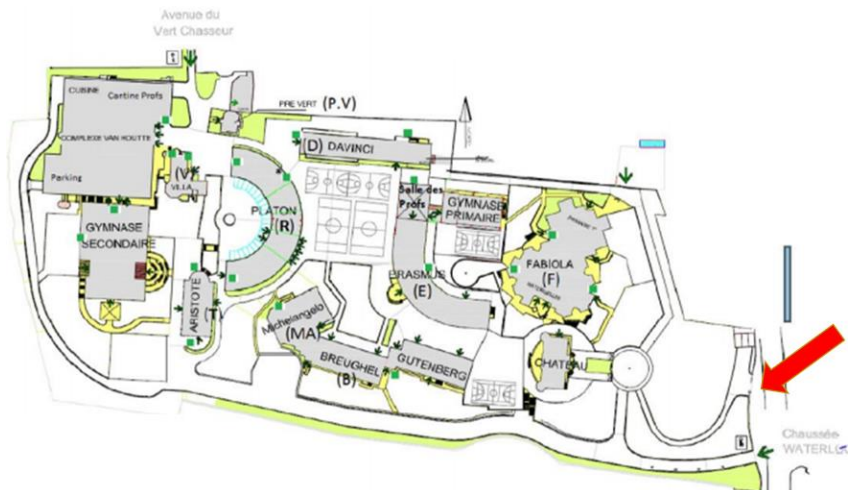 Avenue du
Vert Chasseur
CUISINE
Cantine Profs
PRE VERT (P.V)
COMPLEXE VAN HOUTTE
(D) DAVINCI
(V)
VILLA
Parking
Salle des
Profs
GYMNASE
PRIMAIRE
PLATON
(R)
GYMNASE
SECONDAIRE
FABIOLA
(F)
ERASMUS
(E)
ARISTOTE
(T)
Michelangelo
(MA)
BREUGHEL
(B)
GUTENBERG
CHATEAU
Chaussée